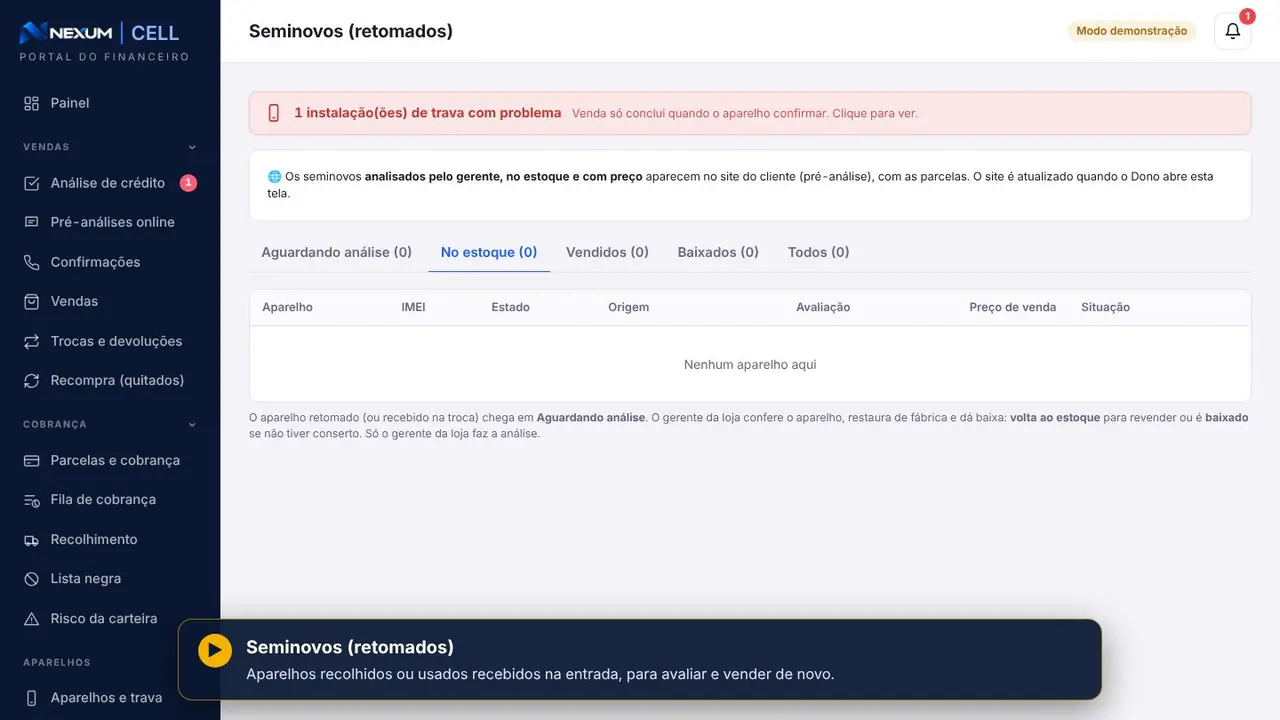 NEXUM | CELL
PORTAL DO FINANCEIRO
Painel
VENDAS
Análise de crédito 1
Pré-análises online
Confirmações
Vendas
Trocas e devoluções
Recompra (quitados)
COBRANÇA
Parcelas e cobrança
Fila de cobrança
Recolhimento
Lista negra
Risco da carteira
APARELHOS
Aparelhos e trava
Seminovos (retomados)
Modo demonstração
1
1 instalação(ões) de trava com problema Venda só conclui quando o aparelho confirmar. Clique para ver.
🌐 Os seminovos analisados pelo gerente, no estoque e com preço aparecem no site do cliente (pré-análise), com as parcelas. O site é atualizado quando o Dono abre esta
tela.
Aguardando análise (0) No estoque (0) Vendidos (0) Baixados (0) Todos (0)
Aparelho IMEI Estado Origem Avaliação Preço de venda Situação
Nenhum aparelho aqui
O aparelho retomado (ou recebido na troca) chega em Aguardando análise. O gerente da loja confere o aparelho, restaura de fábrica e dá baixa: volta ao estoque para revender ou é baixado
se não tiver conserto. Só o gerente da loja faz a análise.
Seminovos (retomados)
Aparelhos recolhidos ou usados recebidos na entrada, para avaliar e vender de novo.